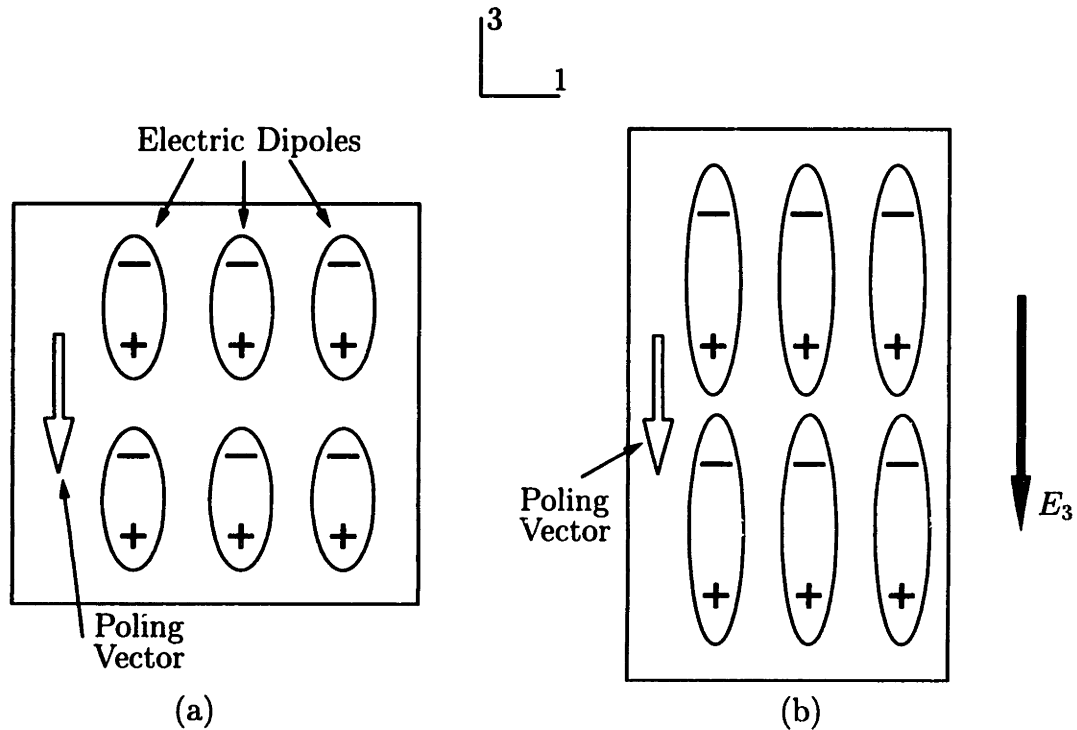 3
1
Electric Dipoles
− − −
+ + +
− − −
+ + +
Poling
Vector
(a)
− − −
+ + +
− − −
+ + +
Poling
Vector
E₃
(b)